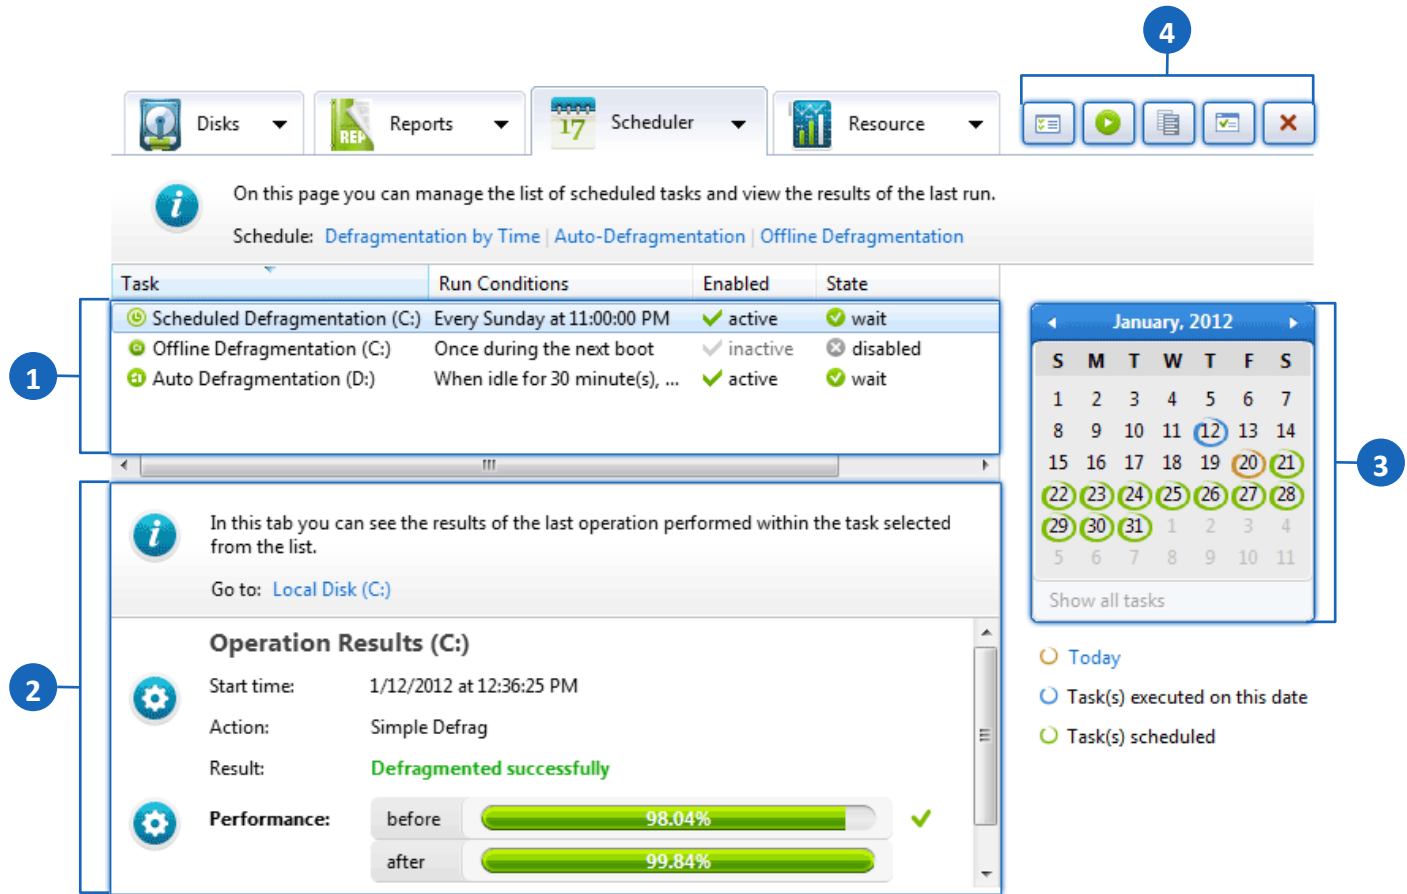 4
Disks
REP
Reports
17
Scheduler
Resource
On this page you can manage the list of scheduled tasks and view the results of the last run.
Schedule: Defragmentation by Time | Auto-Defragmentation | Offline Defragmentation
Task Run Conditions Enabled State
Scheduled Defragmentation (C:) Every Sunday at 11:00:00 PM active wait
Offline Defragmentation (C:) Once during the next boot inactive disabled
Auto Defragmentation (D:) When idle for 30 minute(s), ... active wait
1
In this tab you can see the results of the last operation performed within the task selected
from the list.
Go to: Local Disk (C:)
Operation Results (C:)
Start time: 1/12/2012 at 12:36:25 PM
Action: Simple Defrag
Result: Defragmented successfully
Performance: before 98.04%
after 99.84%
2
January, 2012
S M T W T F S
1 2 3 4 5 6 7
8 9 10 11 12 13 14
15 16 17 18 19 20 21
22 23 24 25 26 27 28
29 30 31 1 2 3 4
5 6 7 8 9 10 11
Show all tasks
3
Today
Task(s) executed on this date
Task(s) scheduled